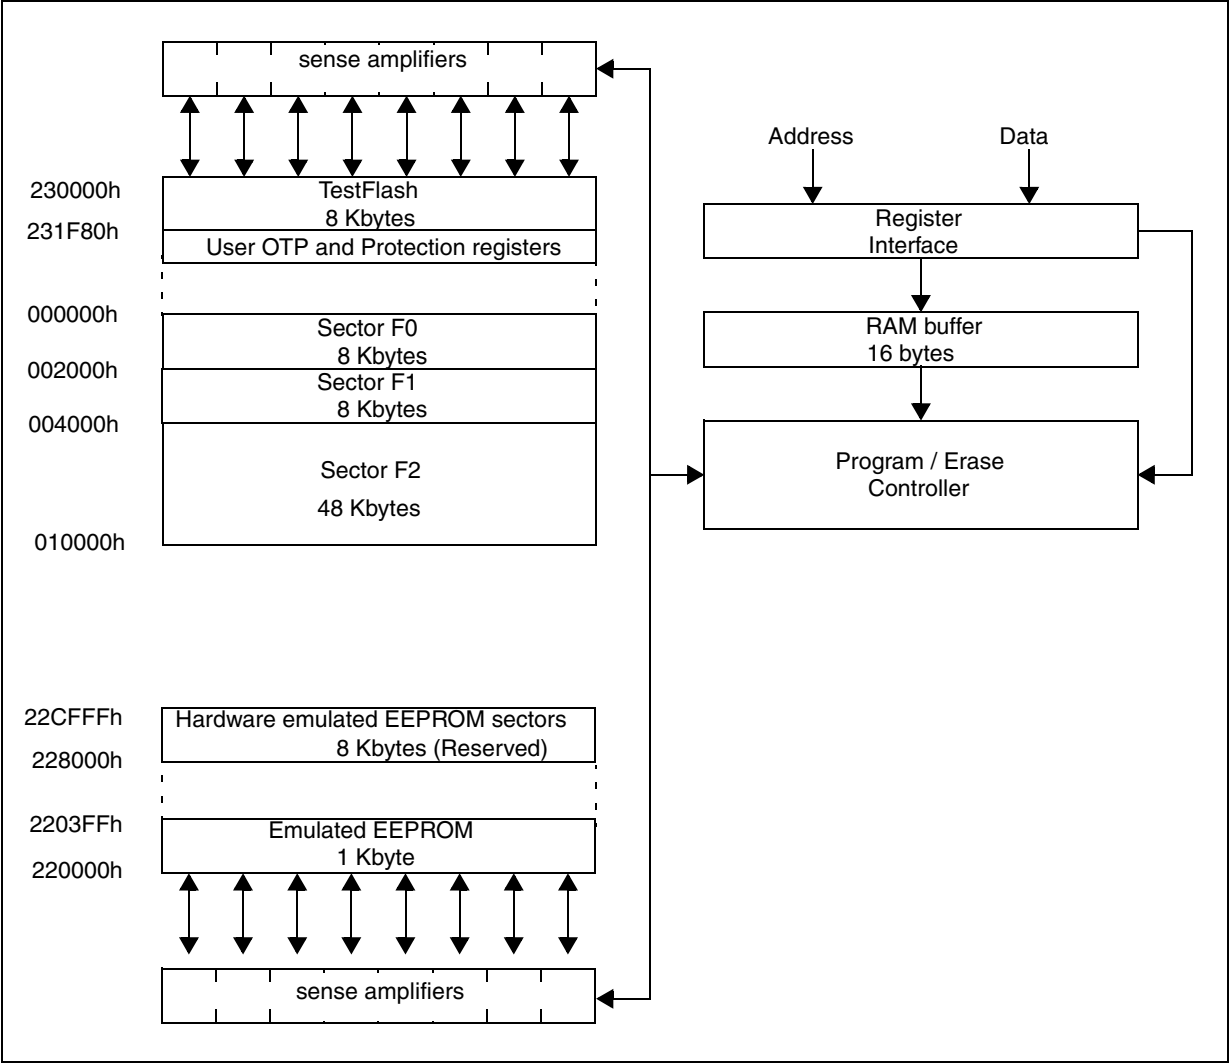 sense amplifiers
Address
Data
230000h
TestFlash
8 Kbytes
231F80h
User OTP and Protection registers
Register
Interface
000000h
Sector F0
8 Kbytes
RAM buffer
16 bytes
002000h
Sector F1
8 Kbytes
004000h
Sector F2
48 Kbytes
Program / Erase
Controller
010000h
22CFFFh
Hardware emulated EEPROM sectors
8 Kbytes (Reserved)
228000h
2203FFh
Emulated EEPROM
1 Kbyte
220000h
sense amplifiers